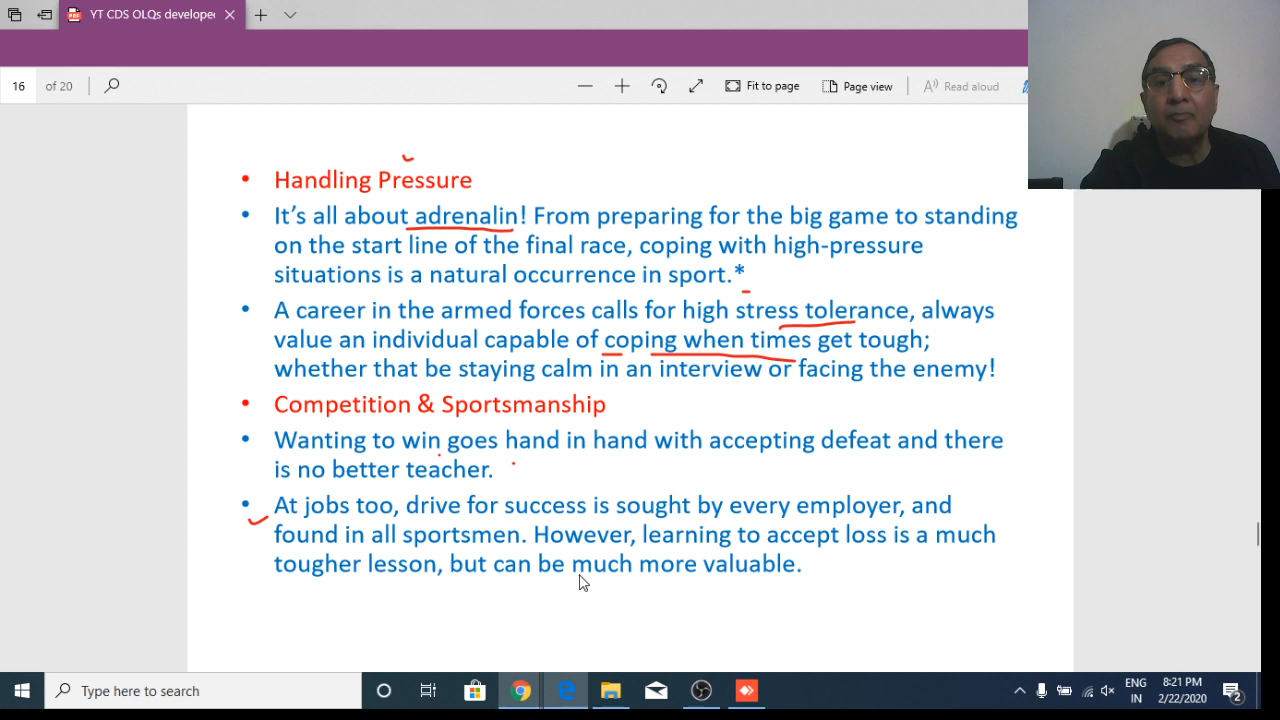 YT CDS OLQs developed
16 of 20
Fit to page
Page view
Read aloud
• Handling Pressure
• It’s all about adrenalin! From preparing for the big game to standing
on the start line of the final race, coping with high-pressure
situations is a natural occurrence in sport.*
• A career in the armed forces calls for high stress tolerance, always
value an individual capable of coping when times get tough;
whether that be staying calm in an interview or facing the enemy!
• Competition & Sportsmanship
• Wanting to win goes hand in hand with accepting defeat and there
is no better teacher.
• At jobs too, drive for success is sought by every employer, and
found in all sportsmen. However, learning to accept loss is a much
tougher lesson, but can be much more valuable.
Type here to search
ENG
IN
8:21 PM
2/22/2020
2